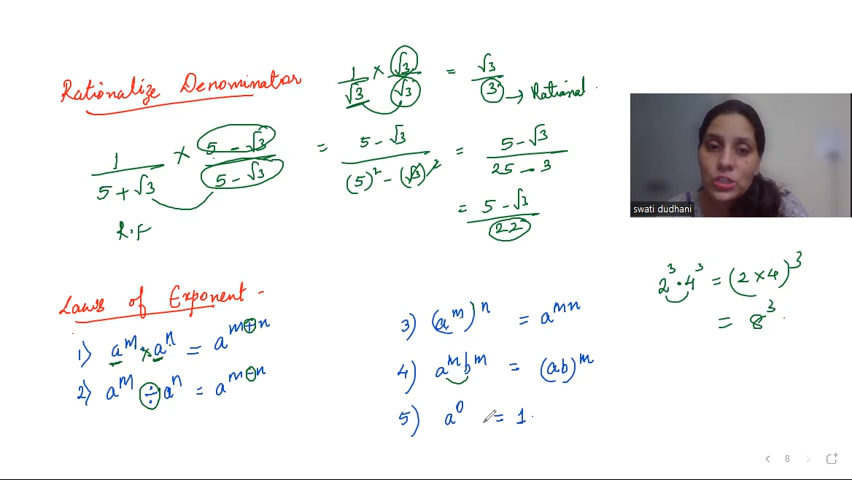 Rationalize Denominator
1/√3 × √3/√3 = √3/3 → Rational.
1/(5 + √3) × (5 − √3)/(5 − √3) = (5 − √3)/((5)² − (√3)²) = (5 − √3)/(25 − 3)
= (5 − √3)/22
R.F
swati dudhani
Laws of Exponent -
1) a^m × a^n = a^(m+n)
2) a^m ÷ a^n = a^(m−n)
3) (a^m)^n = a^(mn)
4) a^m b^m = (ab)^m
5) a^0 = 1.
2³ · 4³ = (2 × 4)³
= 8³.
8